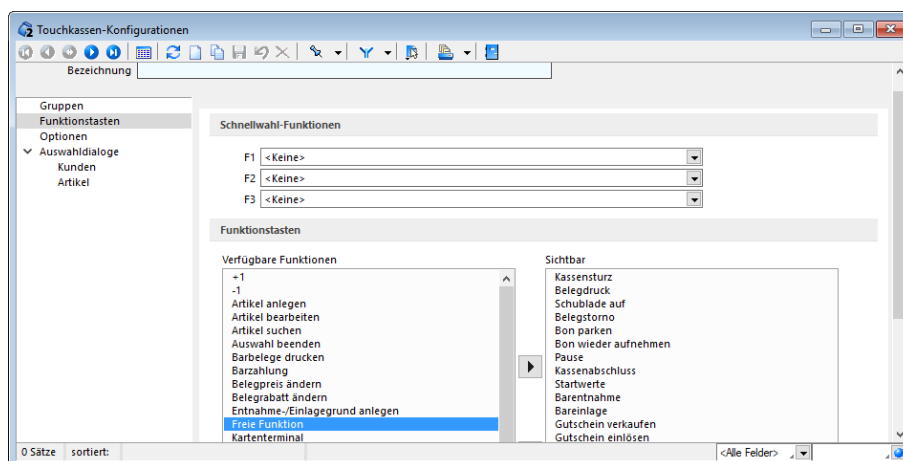 Touchkassen-Konfigurationen
Bezeichnung
Gruppen
Funktionstasten
Optionen
Auswahldialoge
Kunden
Artikel
Schnellwahl-Funktionen
F1 <Keine>
F2 <Keine>
F3 <Keine>
Funktionstasten
Verfügbare Funktionen
+1
-1
Artikel anlegen
Artikel bearbeiten
Artikel suchen
Auswahl beenden
Barbelege drucken
Barzahlung
Belegpreis ändern
Belegrabatt ändern
Entnahme-/Einlagegrund anlegen
Freie Funktion
Kartenterminal
Sichtbar
Kassensturz
Belegdruck
Schublade auf
Belegstorno
Bon parken
Bon wieder aufnehmen
Pause
Kassenabschluss
Startwerte
Barentnahme
Bareinlage
Gutschein verkaufen
Gutschein einlösen
0 Sätze sortiert: <Alle Felder>